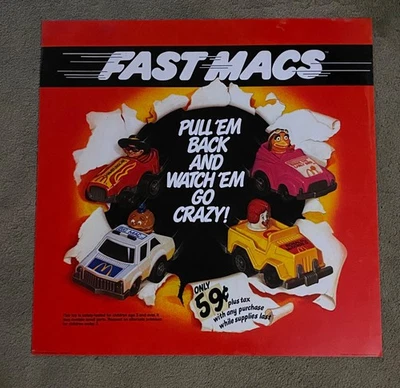 FAST MACS
PULL 'EM
BACK
AND
WATCH 'EM
GO
CRAZY!
ONLY
59¢ plus tax
with any purchase
while supplies last